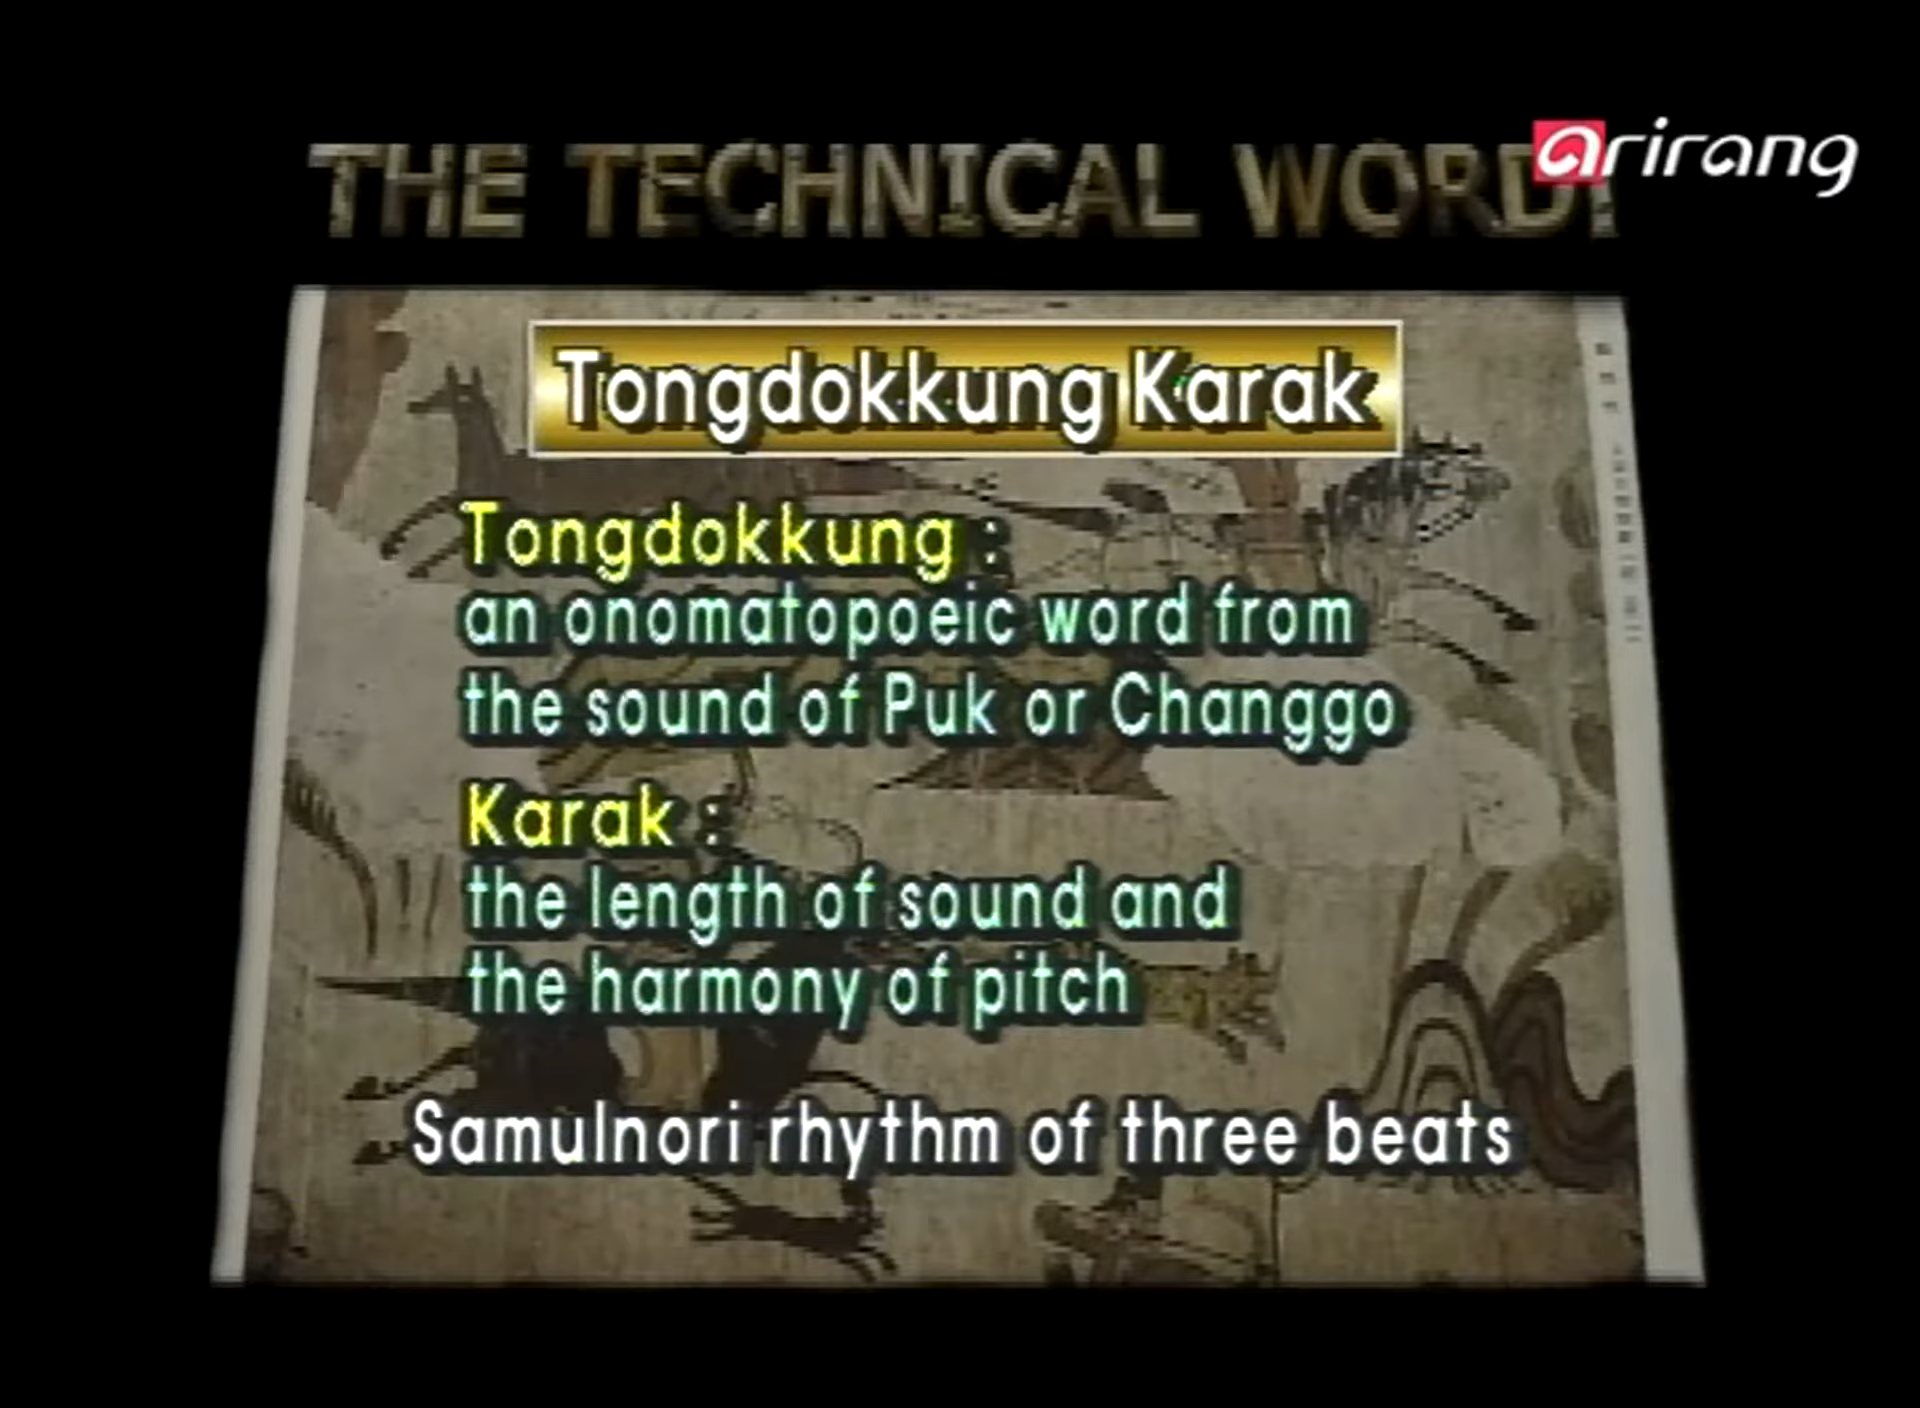 THE TECHNICAL WORD
arirang
Tongdokkung Karak
Tongdokkung :
an onomatopoeic word from
the sound of Puk or Changgo
Karak :
the length of sound and
the harmony of pitch
Samulnori rhythm of three beats